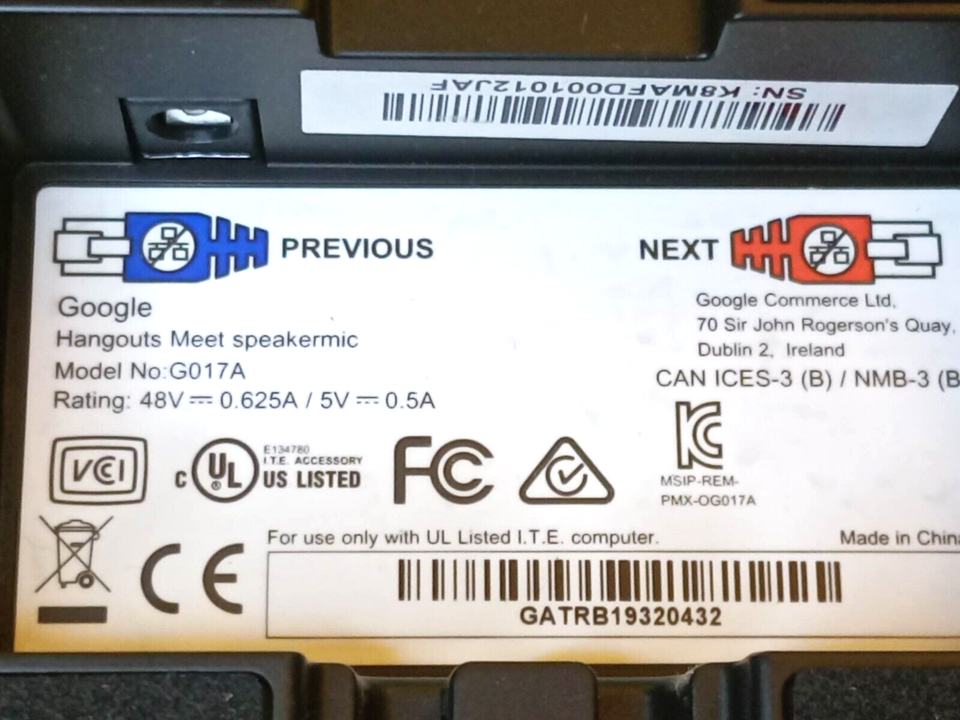 SN: K8MAFD001012JAF
PREVIOUS
NEXT
Google
Hangouts Meet speakermic
Model No:G017A
Rating: 48V⎓0.625A / 5V⎓0.5A
Google Commerce Ltd,
70 Sir John Rogerson's Quay,
Dublin 2, Ireland
CAN ICES-3 (B) / NMB-3 (B
VCI
C UL ® US LISTED
E134780
I.T.E. ACCESSORY
FC
KC
MSIP-REM-
PMX-OG017A
CE
For use only with UL Listed I.T.E. computer.
Made in China
GATRB19320432